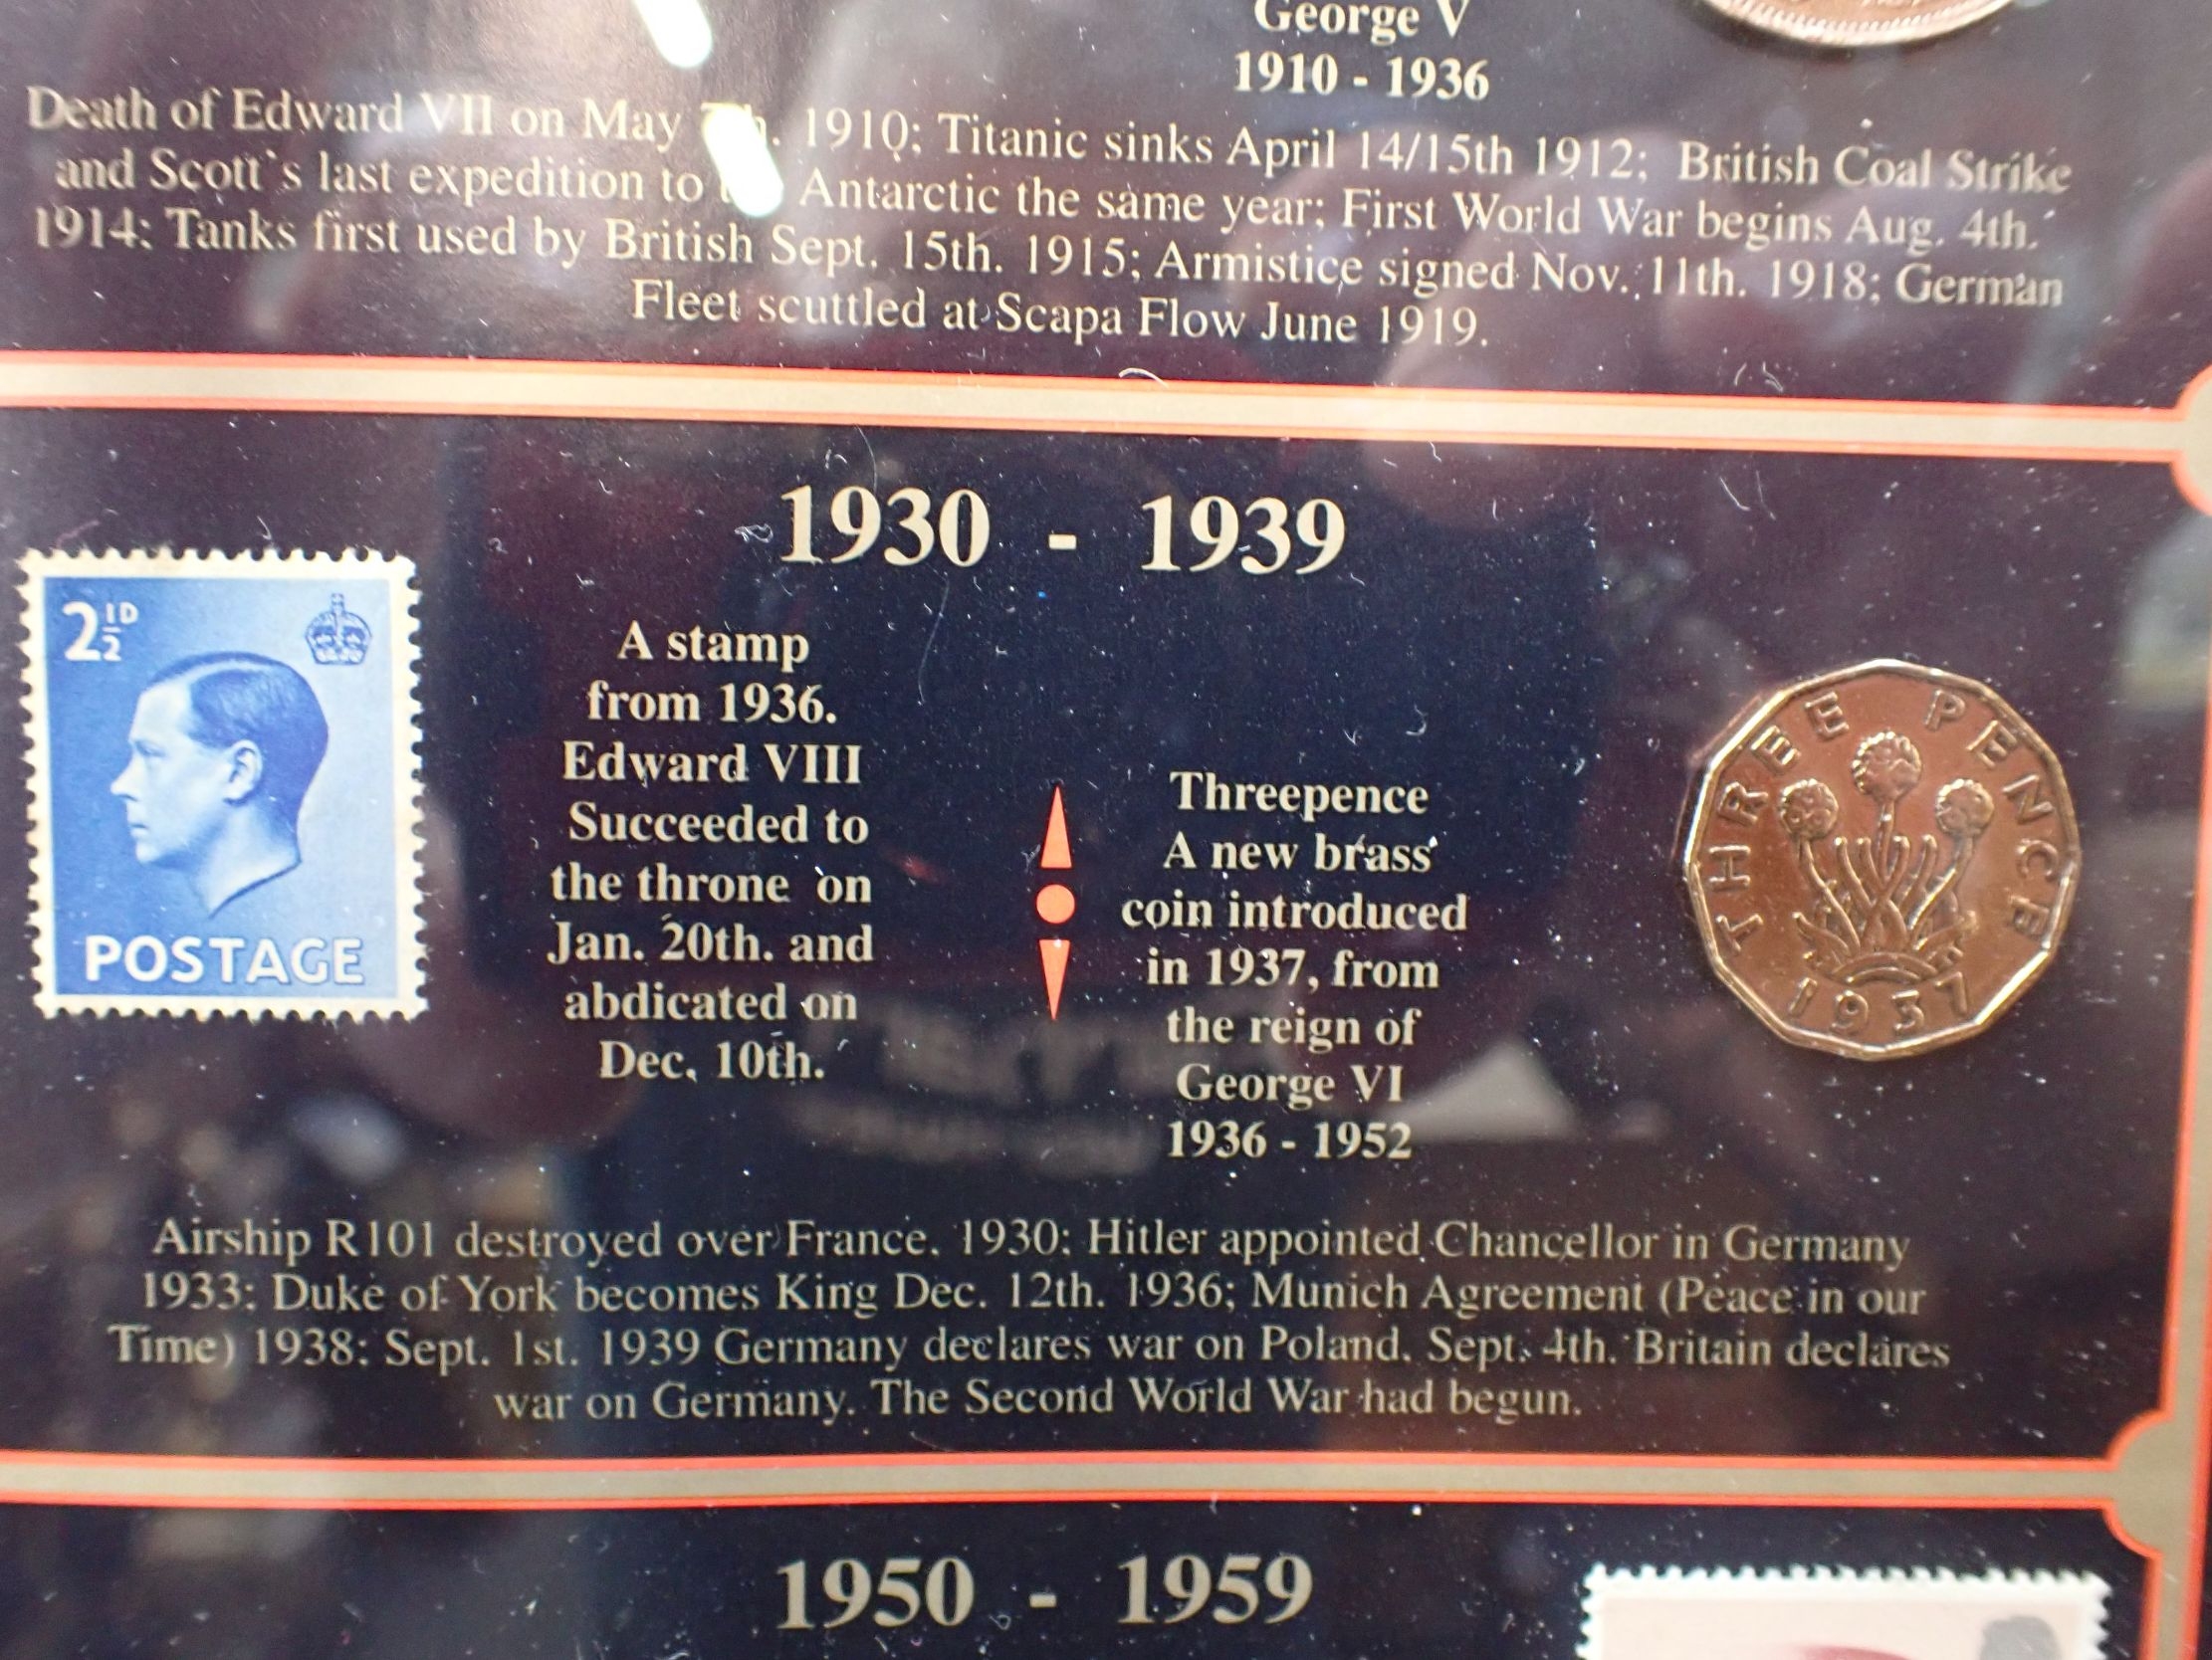 George V
1910 - 1936
Death of Edward VII on May 7th. 1910; Titanic sinks April 14/15th 1912; British Coal Strike
and Scott's last expedition to the Antarctic the same year; First World War begins Aug. 4th.
1914; Tanks first used by British Sept. 15th. 1915; Armistice signed Nov. 11th. 1918; German
Fleet scuttled at Scapa Flow June 1919.
1930 - 1939
2½D
POSTAGE
A stamp
from 1936.
Edward VIII
Succeeded to
the throne on
Jan. 20th. and
abdicated on
Dec. 10th.
Threepence
A new brass
coin introduced
in 1937, from
the reign of
George VI
1936 - 1952
THREE PENCE
1937
Airship R101 destroyed over France. 1930; Hitler appointed Chancellor in Germany
1933; Duke of York becomes King Dec. 12th. 1936; Munich Agreement (Peace in our
Time) 1938; Sept. 1st. 1939 Germany declares war on Poland. Sept. 4th. Britain declares
war on Germany. The Second World War had begun.
1950 - 1959